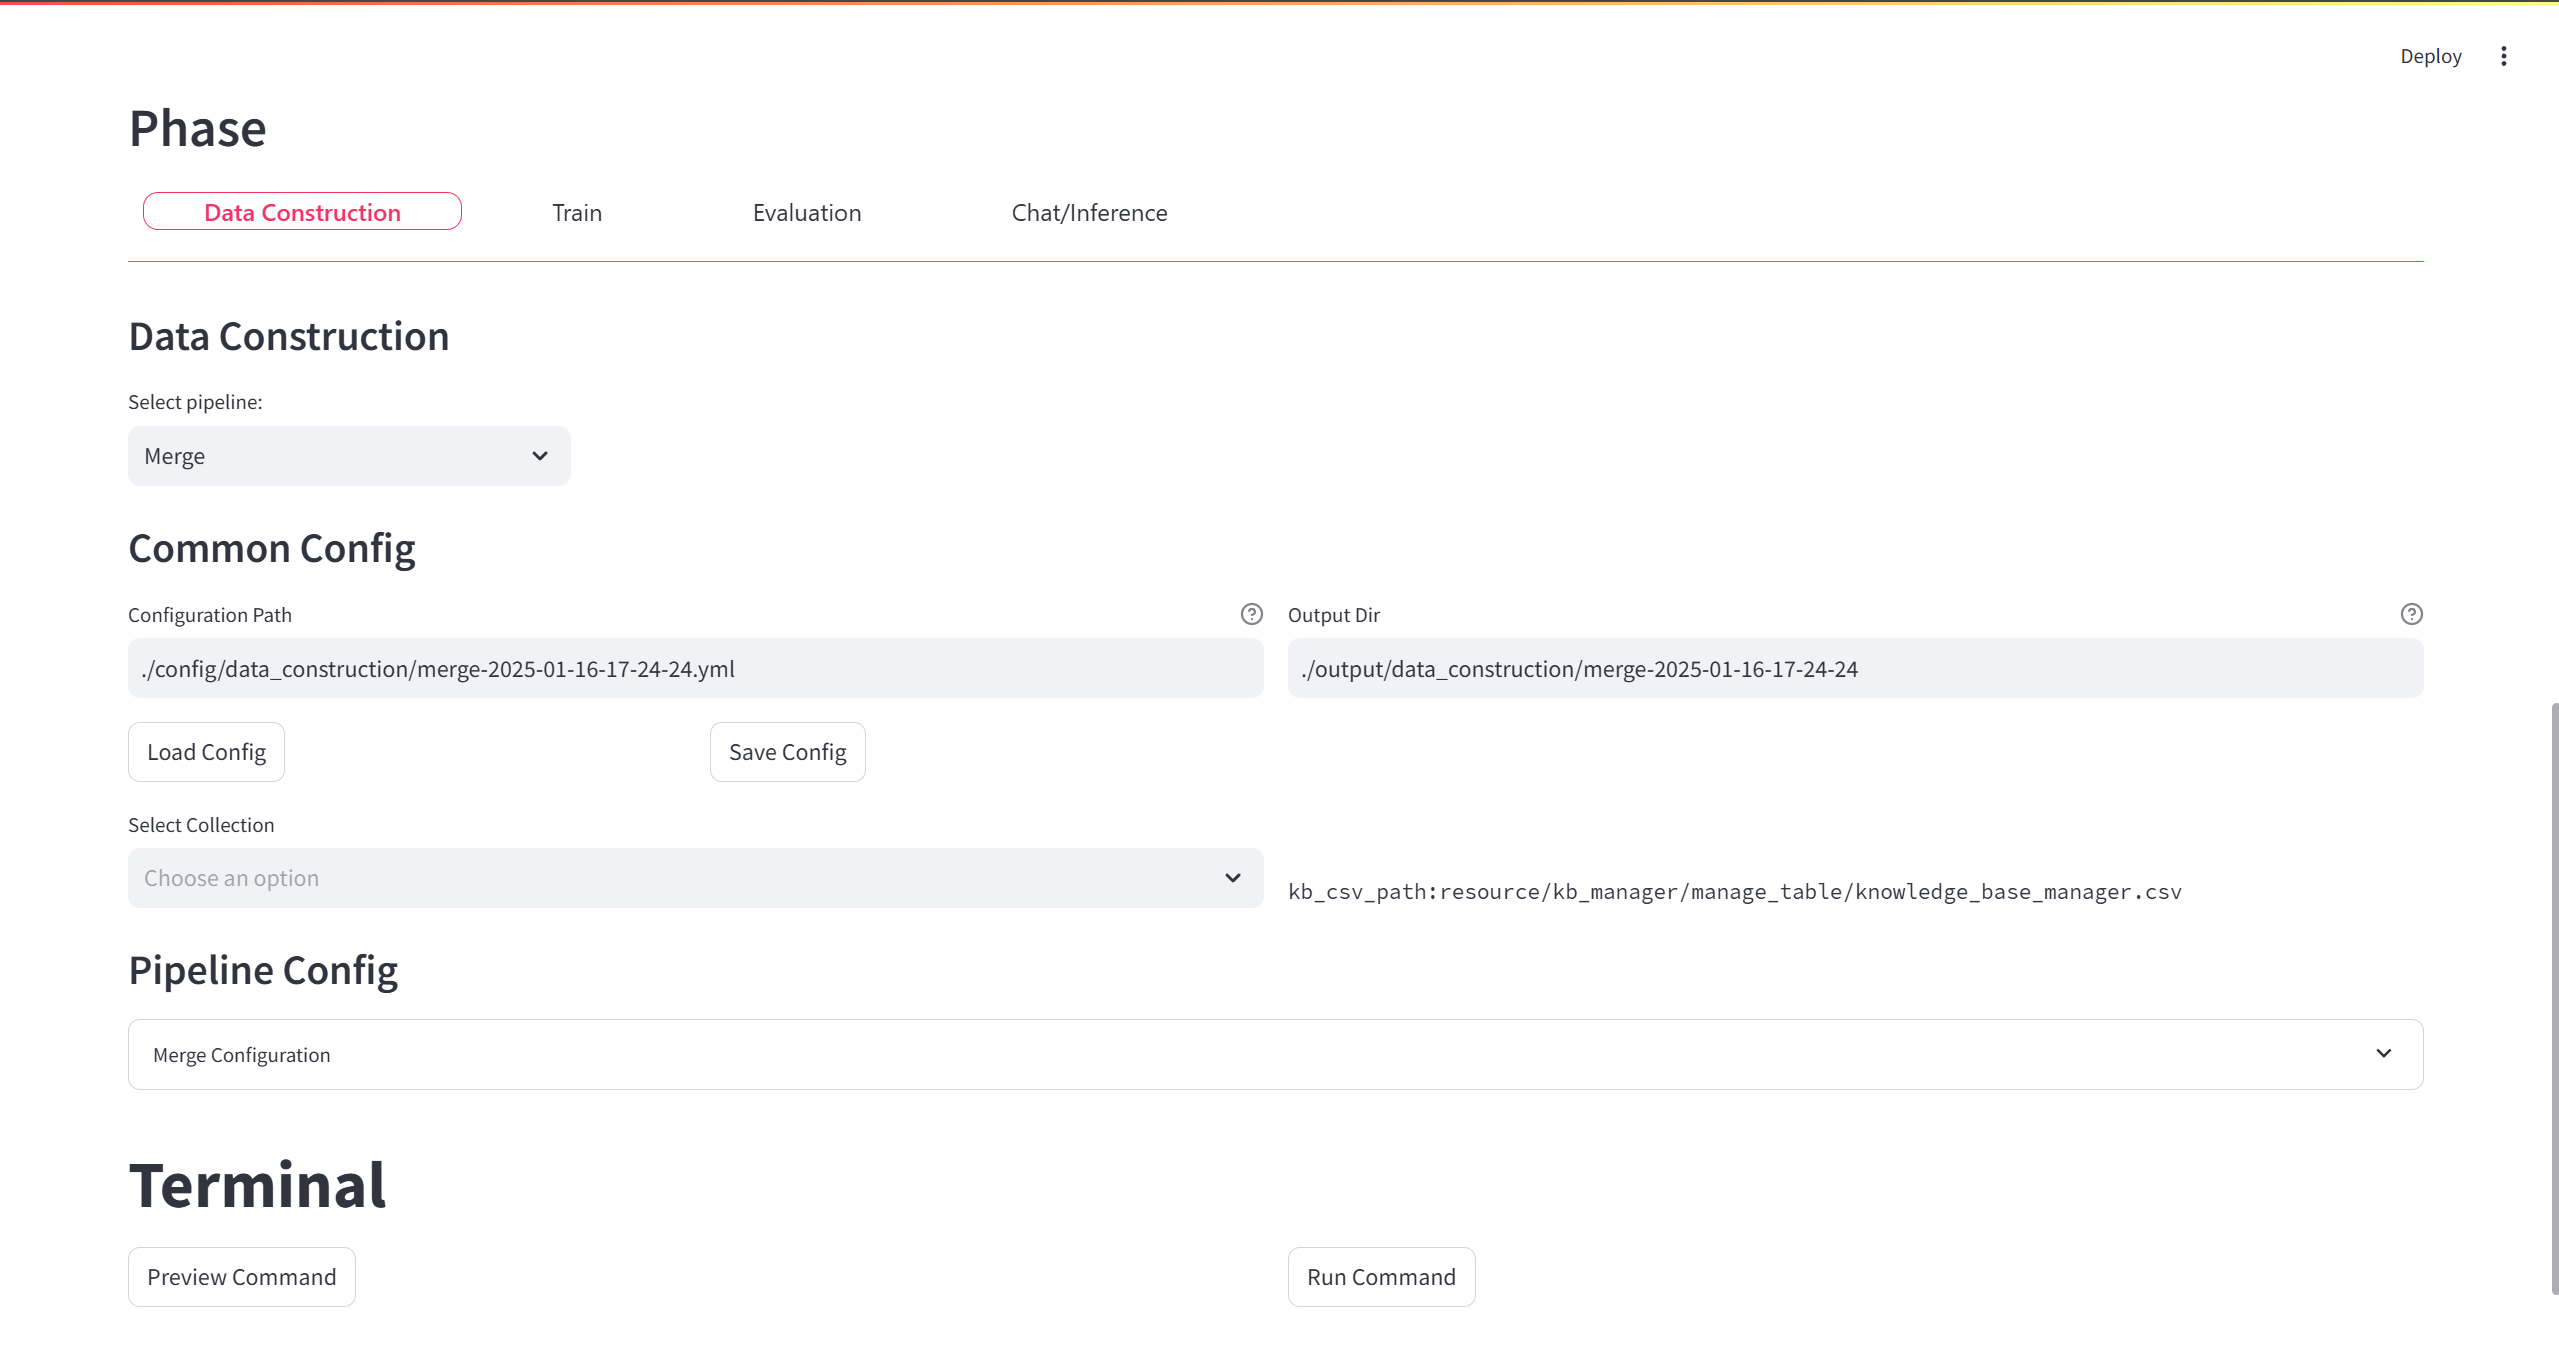 Deploy
Phase
Data Construction
Train
Evaluation
Chat/Inference
Data Construction
Select pipeline:
Merge
Common Config
Configuration Path
Output Dir
./config/data_construction/merge-2025-01-16-17-24-24.yml
./output/data_construction/merge-2025-01-16-17-24-24
Load Config
Save Config
Select Collection
Choose an option
kb_csv_path:resource/kb_manager/manage_table/knowledge_base_manager.csv
Pipeline Config
Merge Configuration
Terminal
Preview Command
Run Command